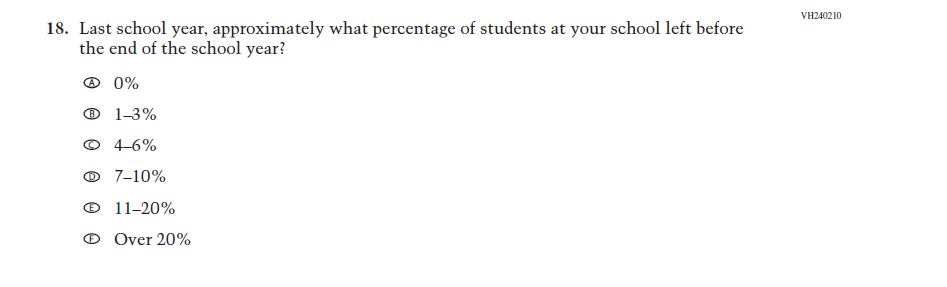 VH240210
18. Last school year, approximately what percentage of students at your school left before
the end of the school year?
Ⓐ 0%
Ⓑ 1–3%
Ⓒ 4–6%
Ⓓ 7–10%
Ⓔ 11–20%
Ⓕ Over 20%